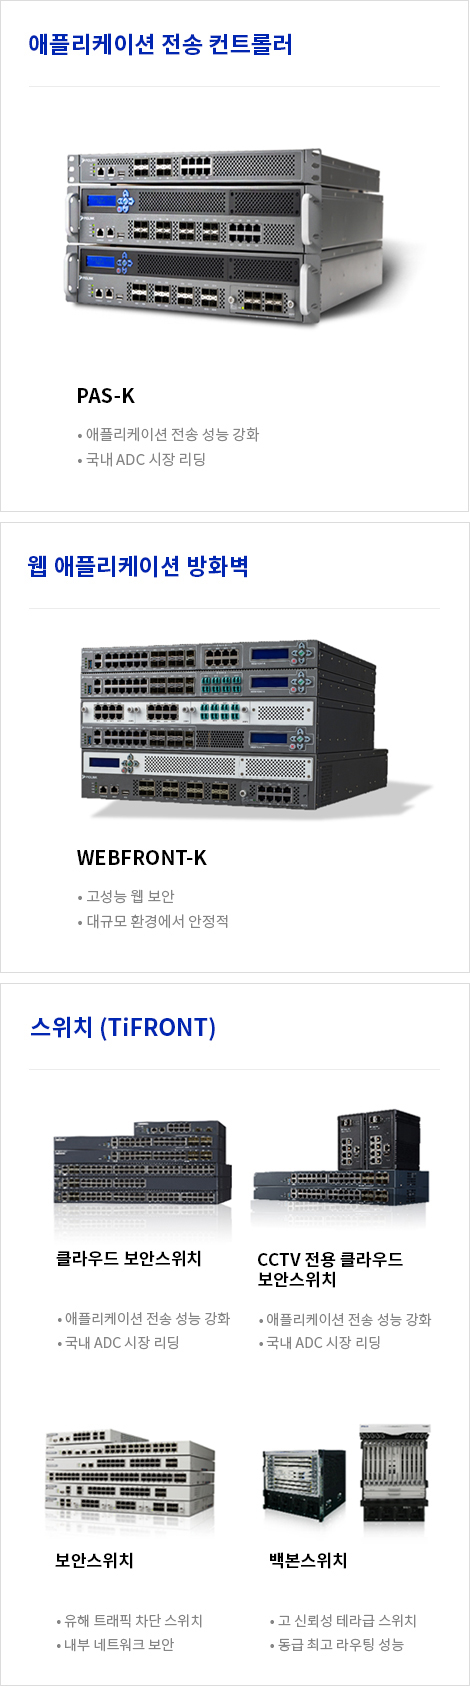 애플리케이션 전송 컨트롤러
PAS-K
• 애플리케이션 전송 성능 강화
• 국내 ADC 시장 리딩
웹 애플리케이션 방화벽
WEBFRONT-K
• 고성능 웹 보안
• 대규모 환경에서 안정적
스위치 (TiFRONT)
클라우드 보안스위치
• 애플리케이션 전송 성능 강화
• 국내 ADC 시장 리딩
CCTV 전용 클라우드
보안스위치
• 애플리케이션 전송 성능 강화
• 국내 ADC 시장 리딩
보안스위치
• 유해 트래픽 차단 스위치
• 내부 네트워크 보안
백본스위치
• 고 신뢰성 테라급 스위치
• 동급 최고 라우팅 성능